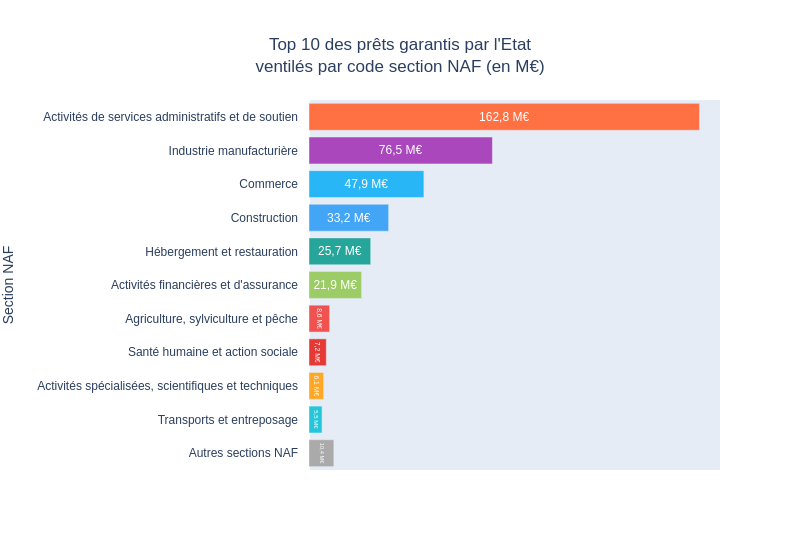 Top 10 des prêts garantis par l'Etat
ventilés par code section NAF (en M€)
Section NAF
Activités de services administratifs et de soutien 162,8 M€
Industrie manufacturière 76,5 M€
Commerce 47,9 M€
Construction 33,2 M€
Hébergement et restauration 25,7 M€
Activités financières et d'assurance 21,9 M€
Agriculture, sylviculture et pêche 8,6 M€
Santé humaine et action sociale 7,2 M€
Activités spécialisées, scientifiques et techniques 6,1 M€
Transports et entreposage 5,5 M€
Autres sections NAF M€